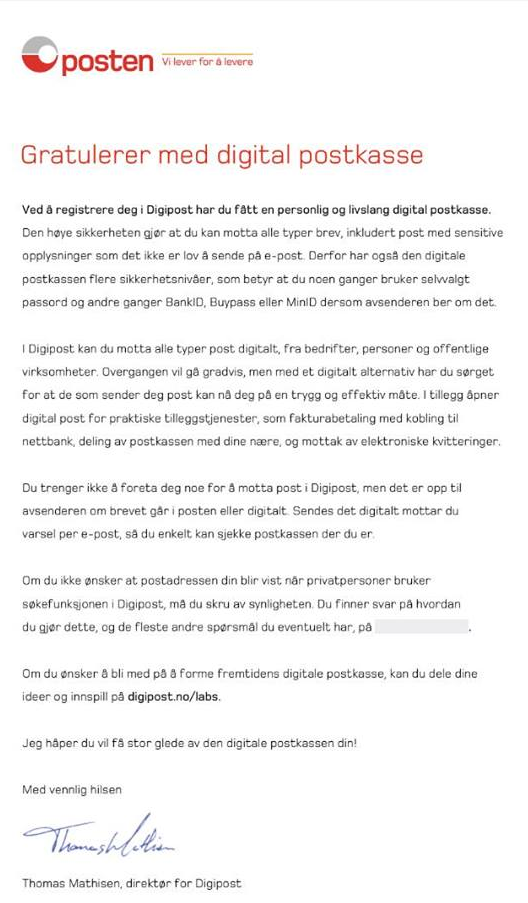 posten Vi lever for å levere
Gratulerer med digital postkasse
Ved å registrere deg i Digipost har du fått en personlig og livslang digital postkasse.
Den høye sikkerheten gjør at du kan motta alle typer brev, inkludert post med sensitive
opplysninger som det ikke er lov å sende på e-post. Derfor har også den digitale
postkassen flere sikkerhetsnivåer, som betyr at du noen ganger bruker selvvalgt
passord og andre ganger BankID, Buypass eller MinID dersom avsenderen ber om det.
I Digipost kan du motta alle typer post digitalt, fra bedrifter, personer og offentlige
virksomheter. Overgangen vil gå gradvis, men med et digitalt alternativ har du sørget
for at de som sender deg post kan nå deg på en trygg og effektiv måte. I tillegg åpner
digital post for praktiske tilleggstjenester, som fakturabetaling med kobling til
nettbank, deling av postkassen med dine nære, og mottak av elektroniske kvitteringer.
Du trenger ikke å foreta deg noe for å motta post i Digipost, men det er opp til
avsenderen om brevet går i posten eller digitalt. Sendes det digitalt mottar du
varsel per e-post, så du enkelt kan sjekke postkassen der du er.
Om du ikke ønsker at postadressen din blir vist når privatpersoner bruker
søkefunksjonen i Digipost, må du skru av synligheten. Du finner svar på hvordan
du gjør dette, og de fleste andre spørsmål du eventuelt har, på .
Om du ønsker å bli med på å forme fremtidens digitale postkasse, kan du dele dine
ideer og innspill på digipost.no/labs.
Jeg håper du vil få stor glede av den digitale postkassen din!
Med vennlig hilsen
Thomas Mathisen
Thomas Mathisen, direktør for Digipost